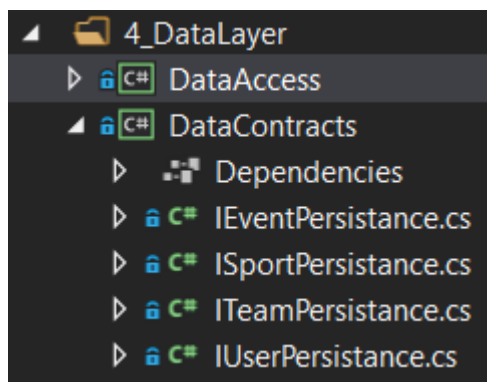 4_DataLayer
C# DataAccess
C# DataContracts
Dependencies
C# IEventPersistance.cs
C# ISportPersistance.cs
C# ITeamPersistance.cs
C# IUserPersistance.cs